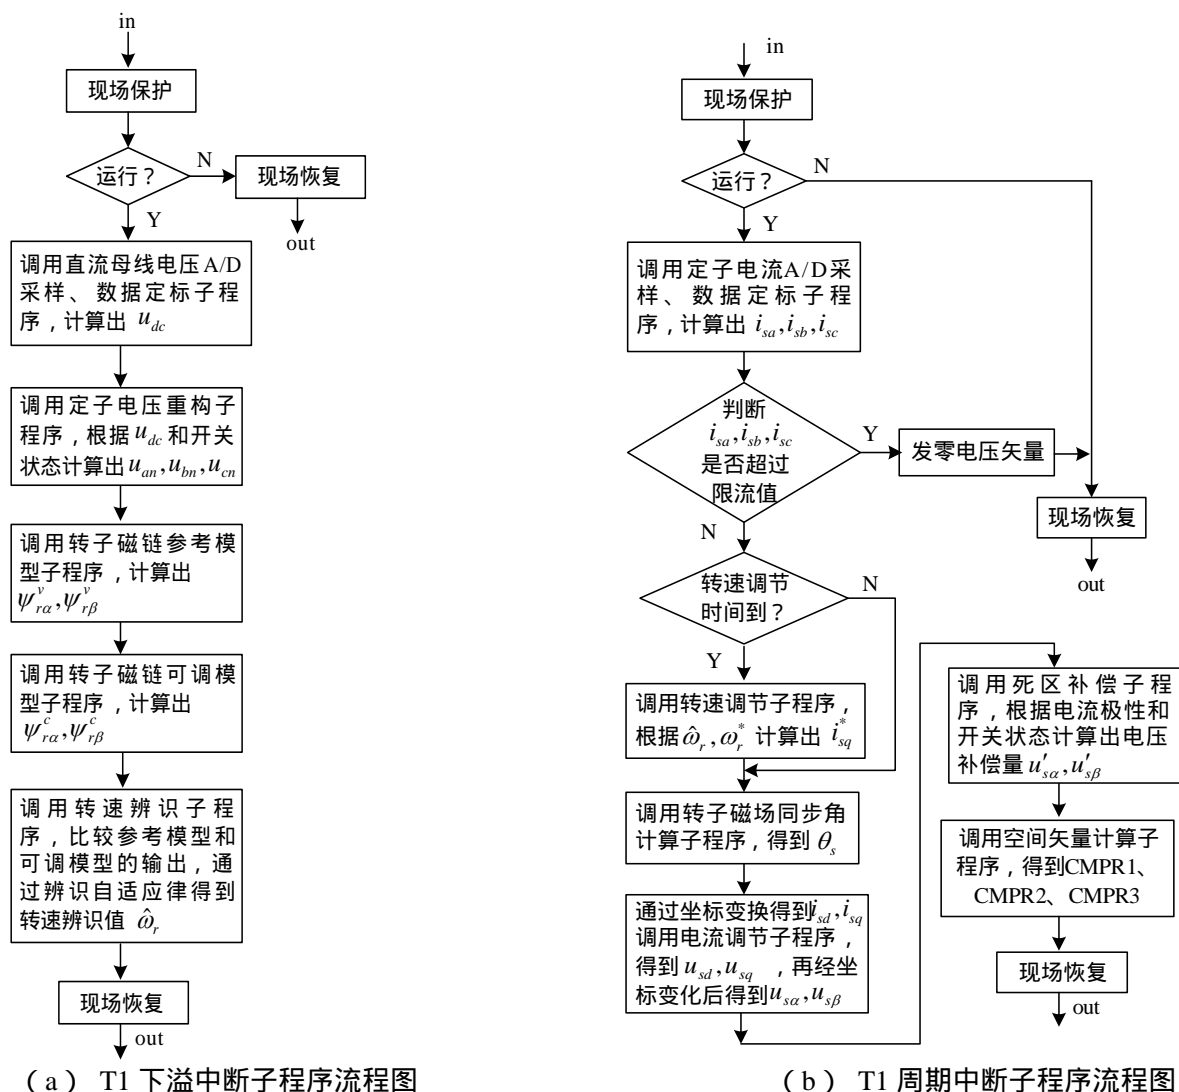 in
现场保护
运行？
N
现场恢复
out
Y
调用直流母线电压A/D
采样、数据定标子程
序，计算出 u_dc
调用定子电压重构子
程序，根据 u_dc 和开关
状态计算出 u_an,u_bn,u_cn
调用转子磁链参考模
型子程序，计算出
ψ^v_rα,ψ^v_rβ
调用转子磁链可调模
型子程序，计算出
ψ^c_rα,ψ^c_rβ
调用转速辨识子程
序，比较参考模型和
可调模型的输出，通
过辨识自适应律得到
转速辨识值 ω̂_r
现场恢复
out
（a） T1 下溢中断子程序流程图
in
现场保护
运行？
N
Y
调用定子电流A/D采
样、数据定标子程
序，计算出 i_sa,i_sb,i_sc
判断
i_sa,i_sb,i_sc
是否超过
限流值
Y
发零电压矢量
现场恢复
out
N
转速调节
时间到？
N
Y
调用转速调节子程序，
根据 ω̂_r,ω_r^* 计算出 i_sq^*
调用转子磁场同步角
计算子程序，得到 θ_s
通过坐标变换得到i_sd,i_sq
调用电流调节子程序，
得到 u_sd,u_sq ，再经坐
标变化后得到u_sα,u_sβ
调用死区补偿子程
序，根据电流极性和
开关状态计算出电压
补偿量 u′_sα,u′_sβ
调用空间矢量计算子
程序，得到CMPR1、
CMPR2、CMPR3
现场恢复
out
（b） T1 周期中断子程序流程图